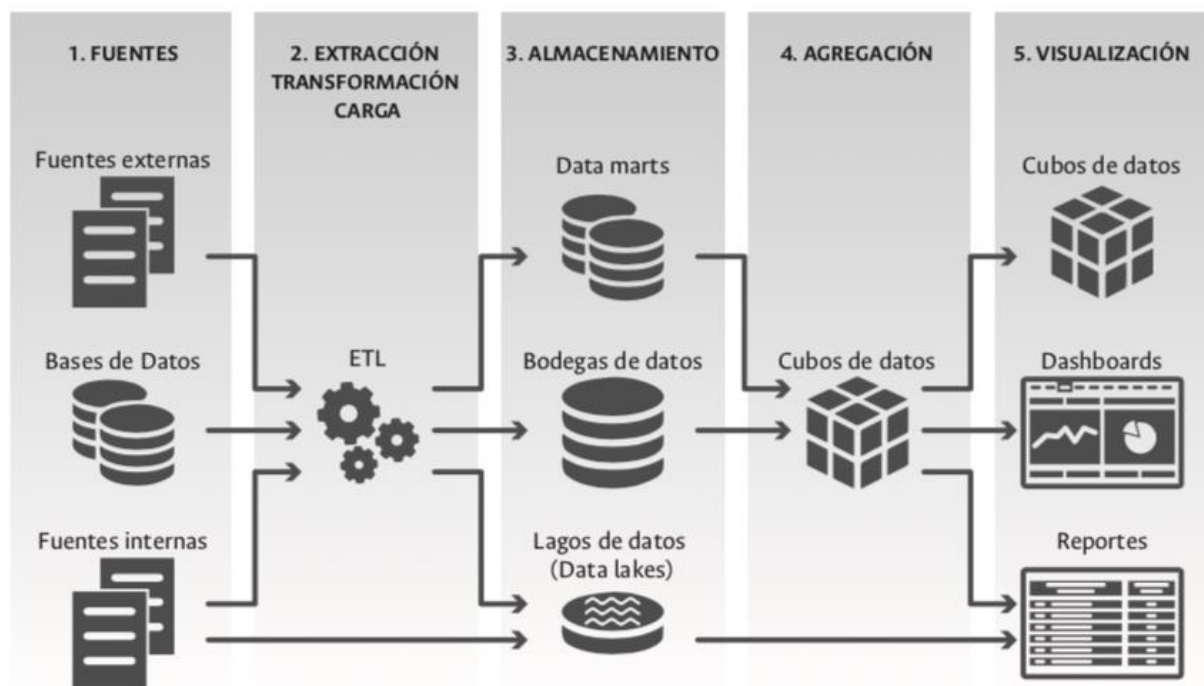 1. FUENTES
2. EXTRACCIÓN
TRANSFORMACIÓN
CARGA
3. ALMACENAMIENTO
4. AGREGACIÓN
5. VISUALIZACIÓN
Fuentes externas
Bases de Datos
Fuentes internas
ETL
Data marts
Bodegas de datos
Lagos de datos
(Data lakes)
Cubos de datos
Cubos de datos
Dashboards
Reportes